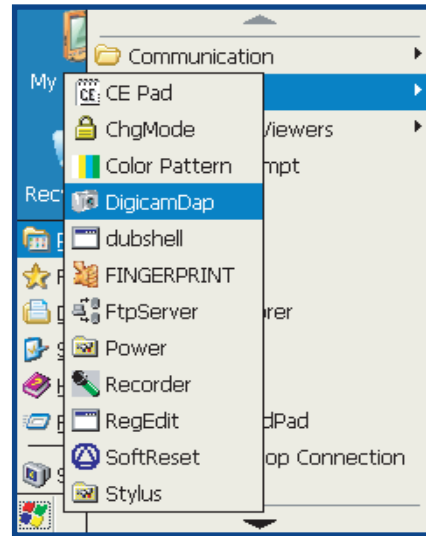 Communication
My
CE Pad
ChgMode
Viewers
Color Pattern
mpt
Rec
DigicamDap
dubshell
FINGERPRINT
FtpServer
rer
Power
Recorder
RegEdit
dPad
SoftReset
op Connection
Stylus